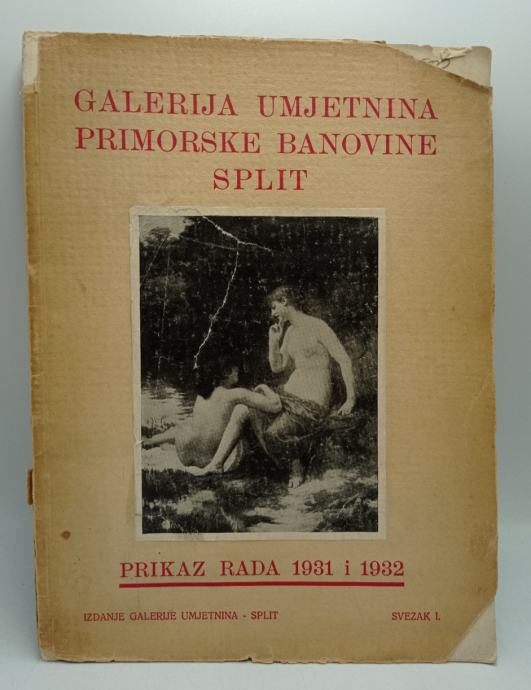 GALERIJA UMJETNINA
PRIMORSKE BANOVINE
SPLIT
PRIKAZ RADA 1931 i 1932
IZDANJE GALERIJE UMJETNINA - SPLIT
SVEZAK I.